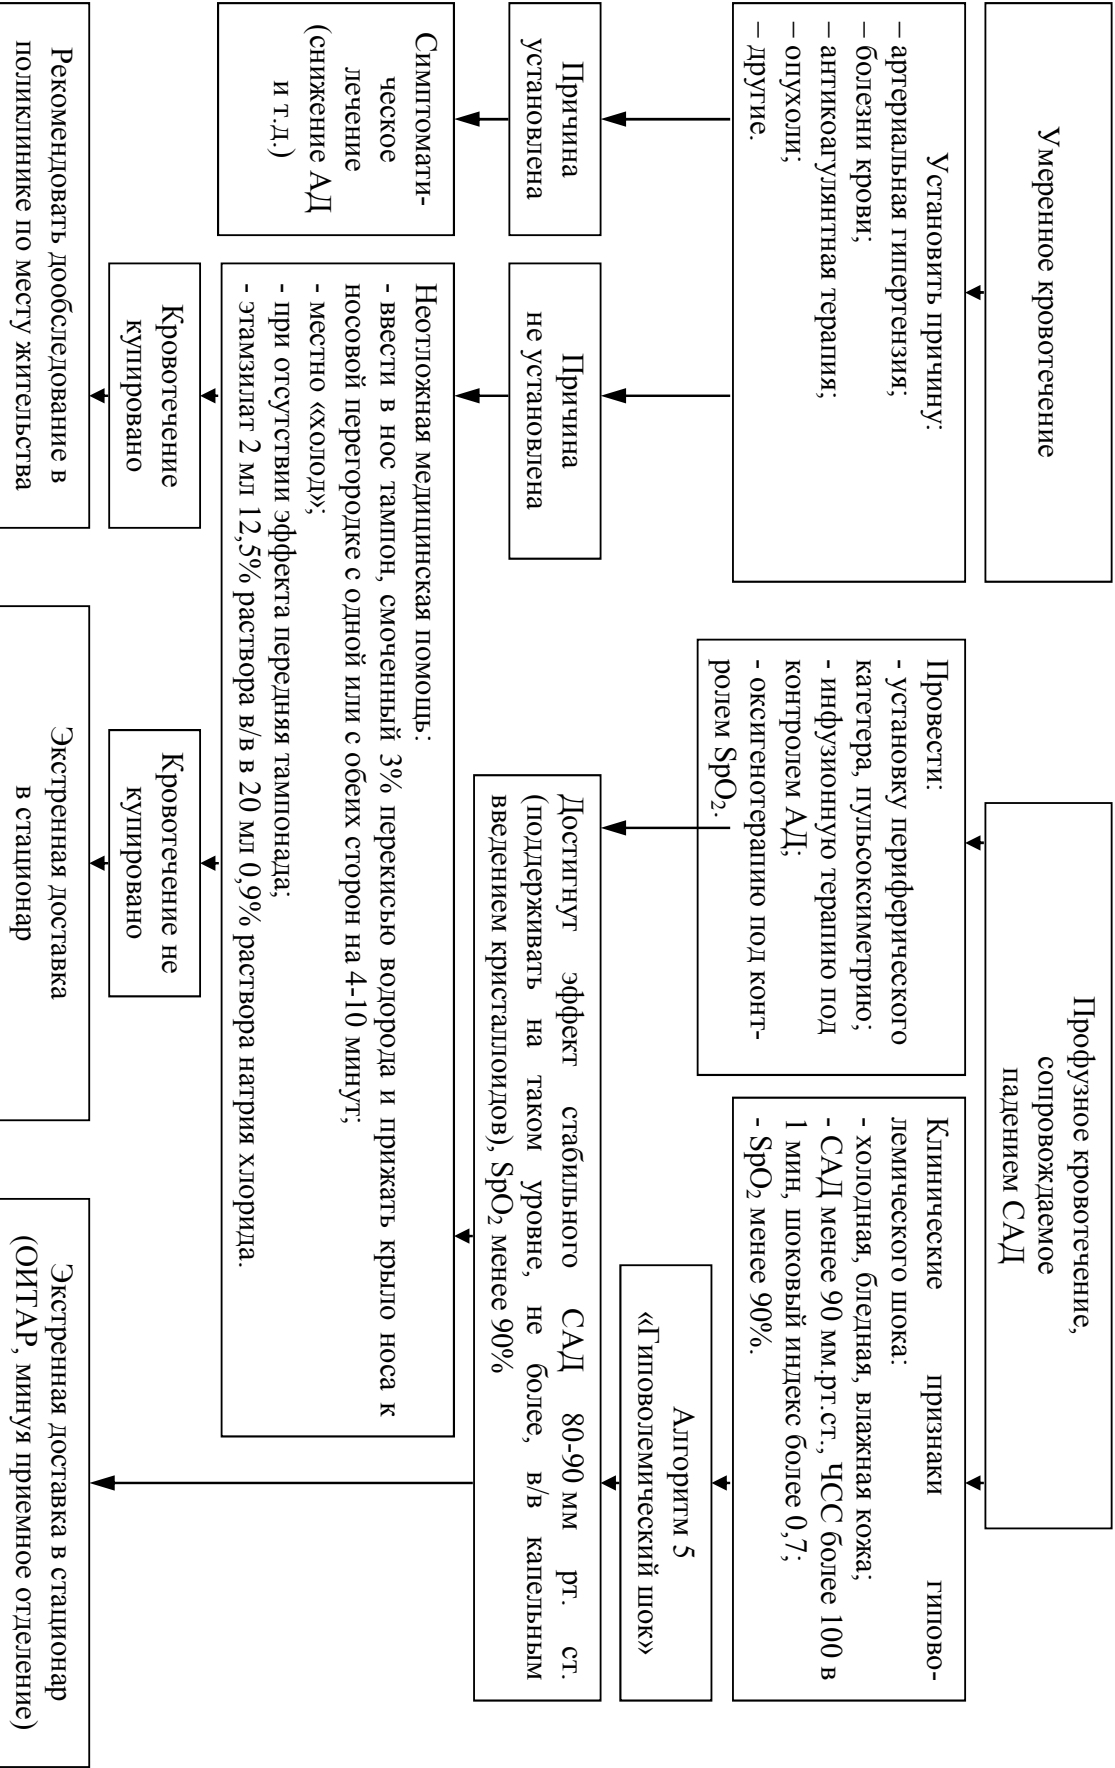 Умеренное кровотечение
Профузное кровотечение,
сопровождаемое
падением САД
Установить причину:
– артериальная гипертензия;
– болезни крови;
– антикоагулянтная терапия;
– опухоли;
– другие.
Провести:
- установку периферического
катетера, пульсоксиметрию;
- инфузионную терапию под
контролем АД;
- оксигенотерапию под конт-
ролем SpO₂.
Клинические признаки гипово-
лемического шока:
- холодная, бледная, влажная кожа;
- САД менее 90 мм.рт.ст., ЧСС более 100 в
1 мин, шоковый индекс более 0,7;
- SpO₂ менее 90%.
Причина
установлена
Причина
не установлена
Алгоритм 5
«Гиповолемический шок»
Достигнут эффект стабильного САД 80-90 мм рт. ст.
(поддерживать на таком уровне, не более, в/в капельным
введением кристаллоидов), SpO₂ менее 90%
Симптомати-
ческое
лечение
(снижение АД
и т.д.)
Неотложная медицинская помощь:
- ввести в нос тампон, смоченный 3% перекисью водорода и прижать крыло носа к
носовой перегородке с одной или с обеих сторон на 4-10 минут;
- местно «холод»;
- при отсутствии эффекта передняя тампонада;
- этамзилат 2 мл 12,5% раствора в/в в 20 мл 0,9% раствора натрия хлорида.
Кровотечение
купировано
Кровотечение не
купировано
Рекомендовать дообследование в
поликлинике по месту жительства
Экстренная доставка
в стационар
Экстренная доставка в стационар
(ОИТАР, минуя приемное отделение)